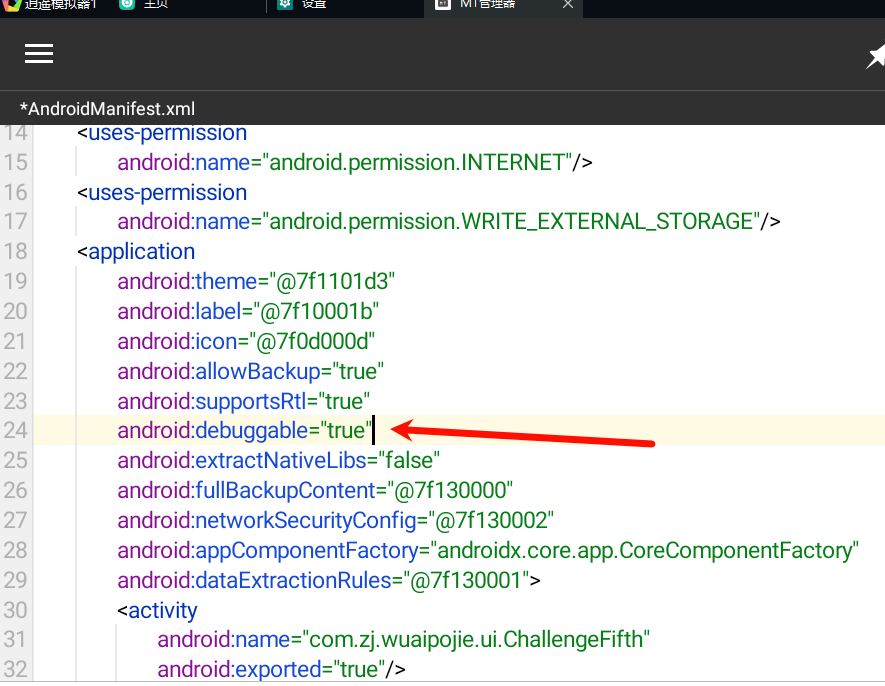 逍遥模拟器1 主页 设置 MT管理器
*AndroidManifest.xml
14 <uses-permission
15 android:name="android.permission.INTERNET"/>
16 <uses-permission
17 android:name="android.permission.WRITE_EXTERNAL_STORAGE"/>
18 <application
19 android:theme="@7f1101d3"
20 android:label="@7f10001b"
21 android:icon="@7f0d000d"
22 android:allowBackup="true"
23 android:supportsRtl="true"
24 android:debuggable="true"
25 android:extractNativeLibs="false"
26 android:fullBackupContent="@7f130000"
27 android:networkSecurityConfig="@7f130002"
28 android:appComponentFactory="androidx.core.app.CoreComponentFactory"
29 android:dataExtractionRules="@7f130001">
30 <activity
31 android:name="com.zj.wuaipojie.ui.ChallengeFifth"
32 android:exported="true"/>